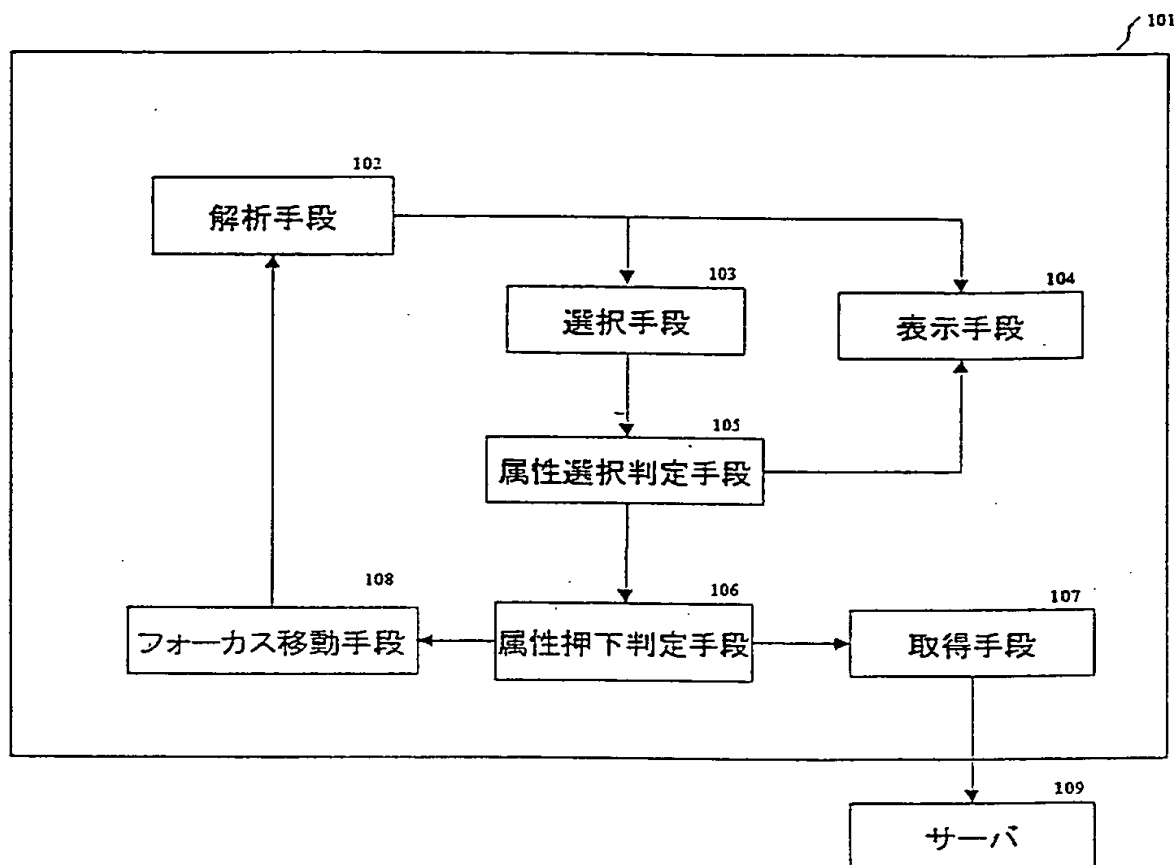 101
102
解析手段
103
選択手段
104
表示手段
105
属性選択判定手段
108
フォーカス移動手段
106
属性押下判定手段
107
取得手段
109
サーバ